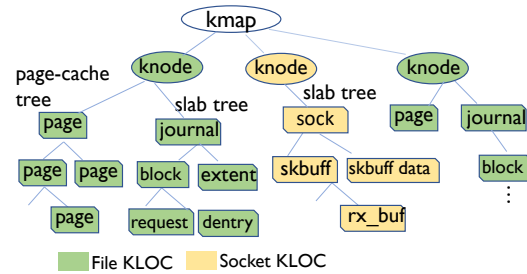 kmap
knode
knode
knode
page-cache
tree
slab tree
slab tree
page
journal
sock
page
journal
page
page
block
extent
skbuff
skbuff data
block
page
request
dentry
rx_buf
File KLOC
Socket KLOC